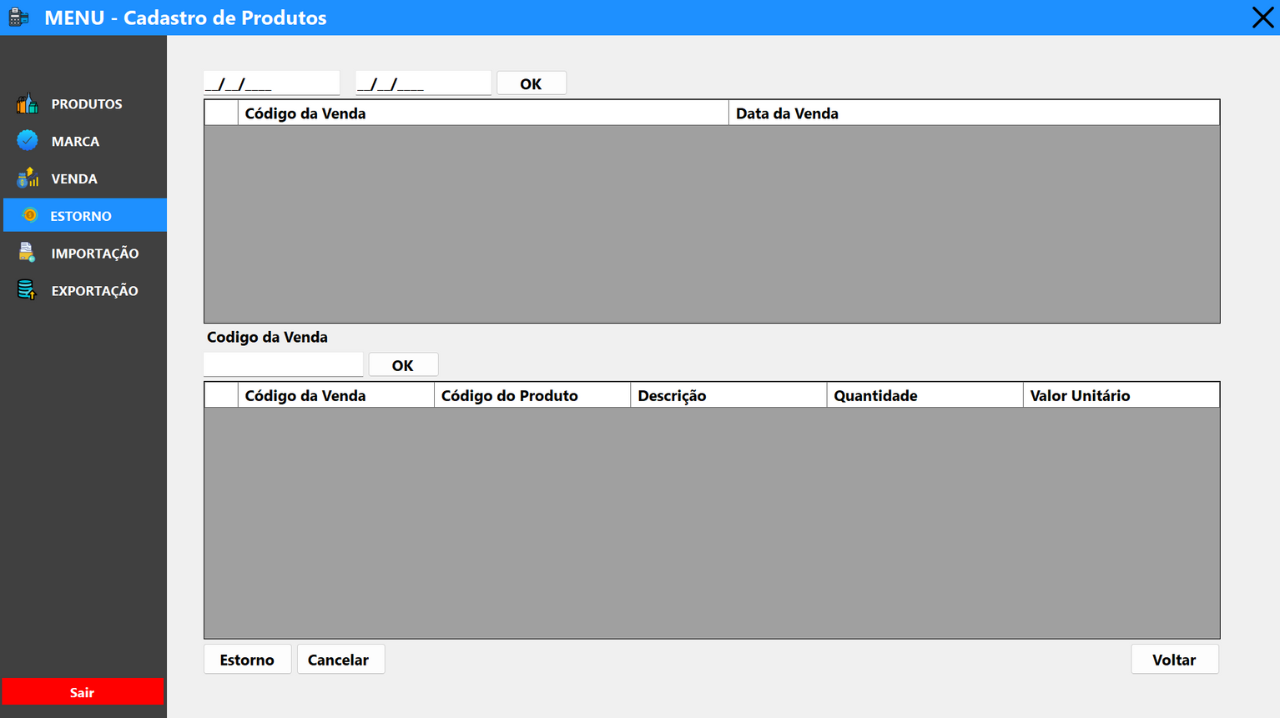 MENU - Cadastro de Produtos
PRODUTOS
MARCA
VENDA
ESTORNO
IMPORTAÇÃO
EXPORTAÇÃO
Sair
__/__/____ __/__/____ OK
Código da Venda Data da Venda
Codigo da Venda
OK
Código da Venda Código do Produto Descrição Quantidade Valor Unitário
Estorno Cancelar Voltar